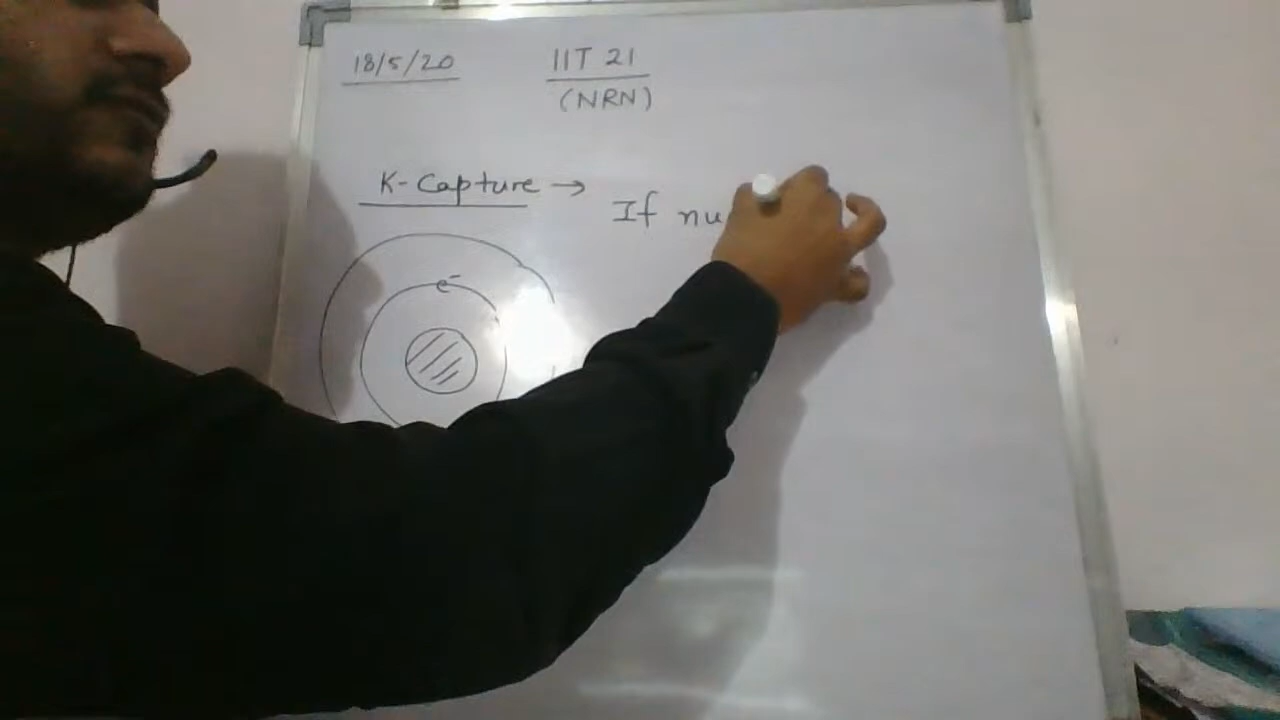 18/5/20 IIT 21
(NRN)
K-Capture → If nu
e⁻